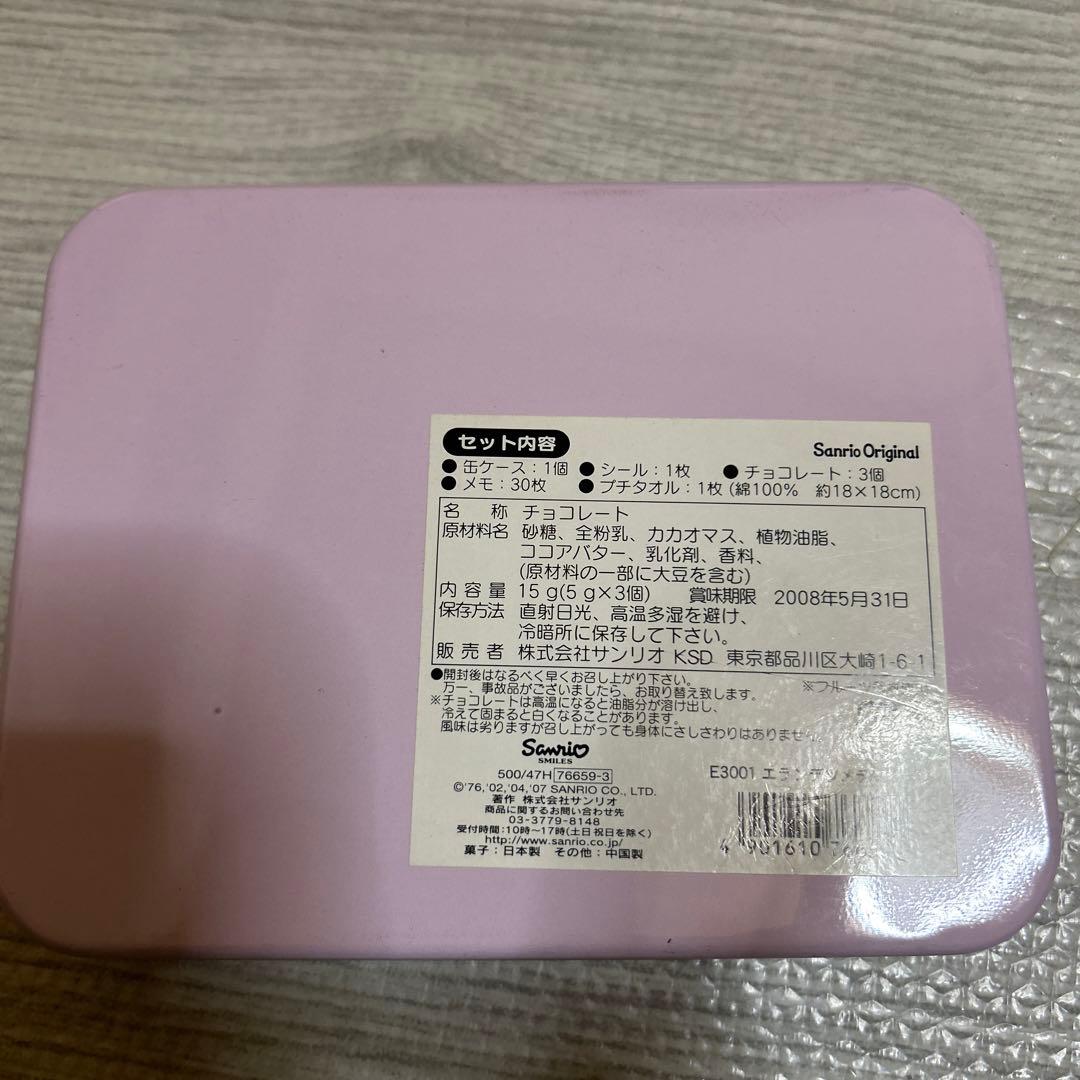 セット内容
Sanrio Original
●缶ケース：1個 ●シール：1枚 ●チョコレート：3個
●メモ：30枚 ●プチタオル：1枚(綿100% 約18×18cm)
名称 チョコレート
原材料名 砂糖、全粉乳、カカオマス、植物油脂、
ココアバター、乳化剤、香料、
(原材料の一部に大豆を含む)
内容量 15g(5g×3個) 賞味期限 2008年5月31日
保存方法 直射日光、高温多湿を避け、
冷暗所に保存して下さい。
販売者 株式会社サンリオ KSD 東京都品川区大崎1-6-1
●開封後はなるべく早くお召し上がり下さい。
万一、事故品がございましたら、お取り替え致します。
※チョコレートは高温になると油脂分が溶け出し、
冷えて固まると白くなることがあります。
風味は劣りますが召し上がっても身体にさしさわりはありません。
Sanrio
SMILES
500/47H 76659-3
©'76,'02,'04,'07 SANRIO CO., LTD.
著作 株式会社サンリオ
商品に関するお問い合わせ先
03-3779-8148
受付時間：10時〜17時(土日祝日を除く)
http://www.sanrio.co.jp/
菓子：日本製 その他：中国製
E3001
4 901610